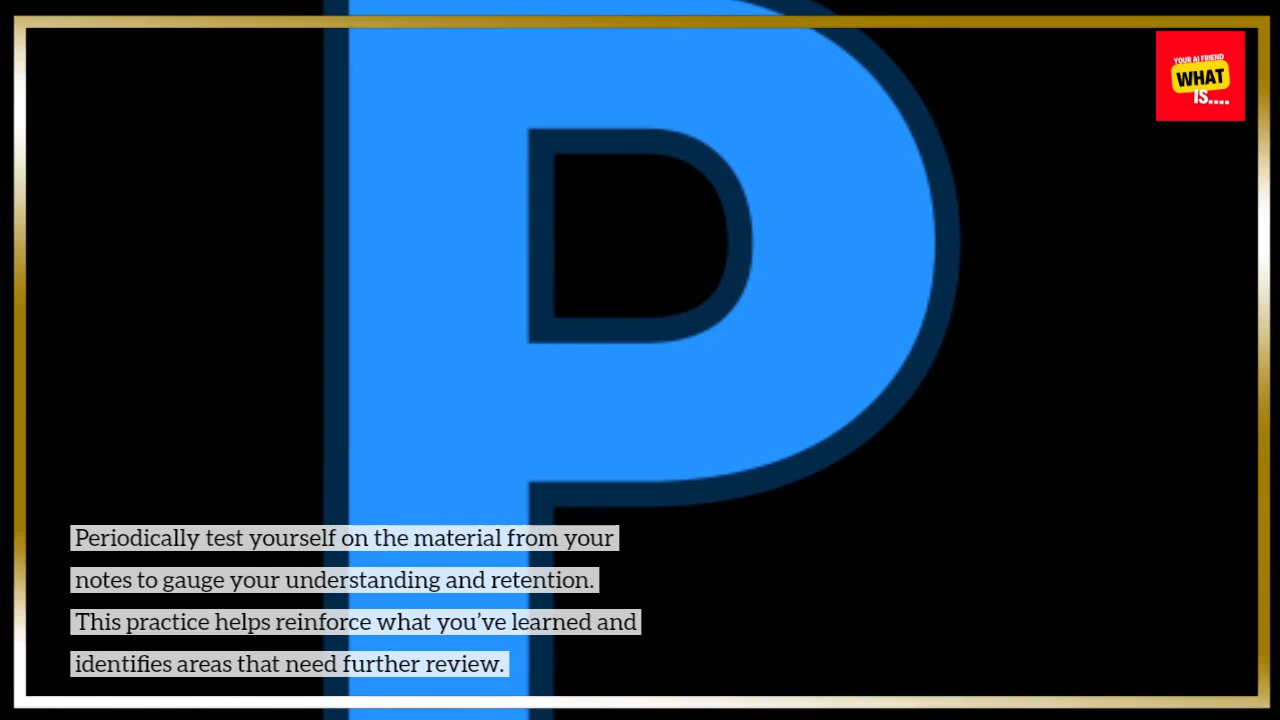 YOUR AI FRIEND
WHAT
IS....
P
Periodically test yourself on the material from your
notes to gauge your understanding and retention.
This practice helps reinforce what you’ve learned and
identifies areas that need further review.